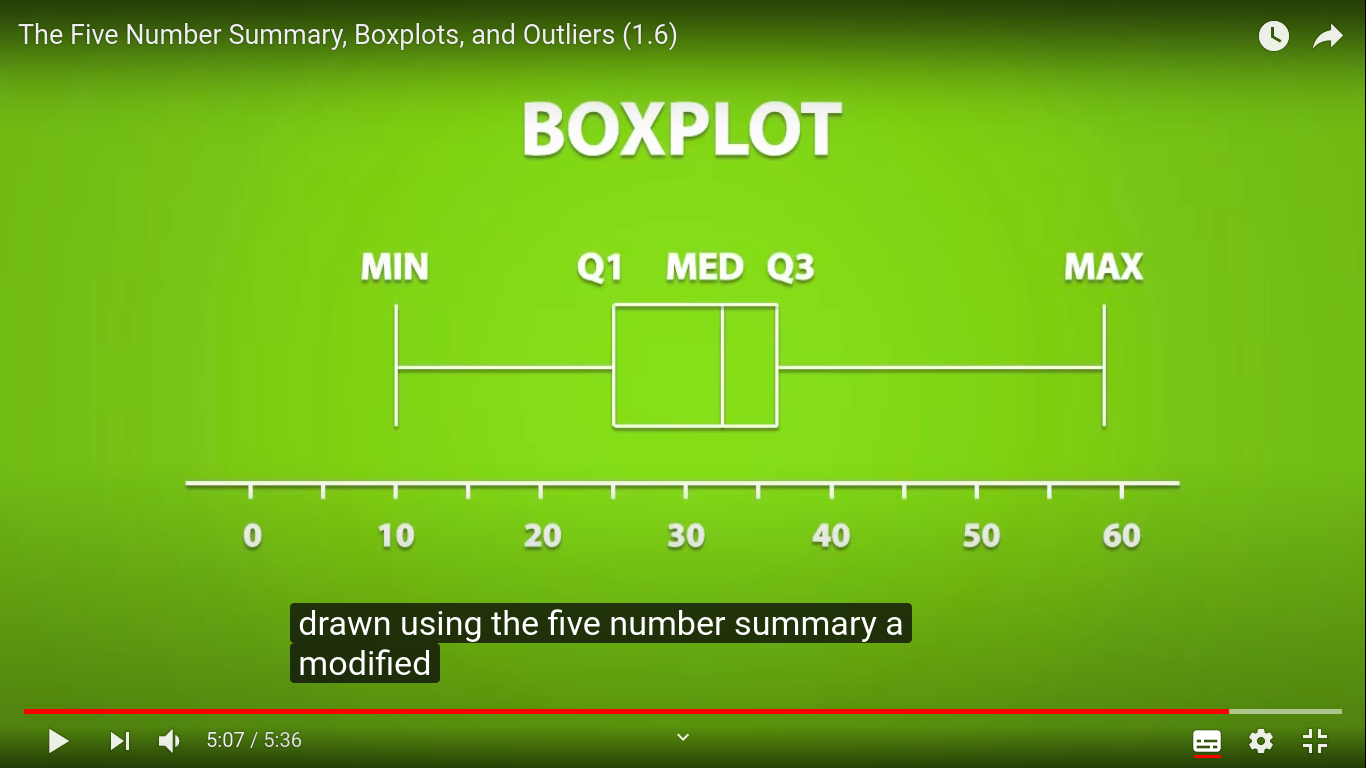 The Five Number Summary, Boxplots, and Outliers (1.6)
BOXPLOT
MIN Q1 MED Q3 MAX
0 10 20 30 40 50 60
drawn using the five number summary a
modified
5:07 / 5:36